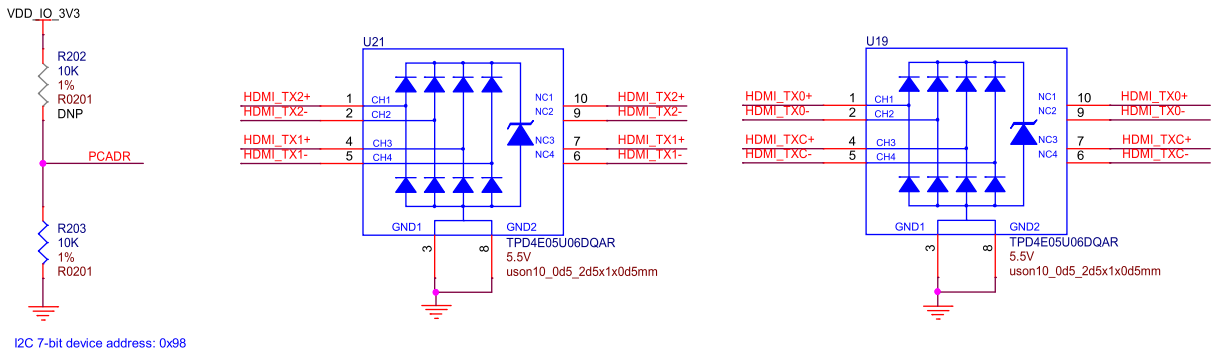 VDD_IO_3V3
R202
10K
1%
R0201
DNP
PCADR
R203
10K
1%
R0201
I2C 7-bit device address: 0x98
U21
HDMI_TX2+ 1 CH1 NC1 10 HDMI_TX2+
HDMI_TX2- 2 CH2 NC2 9 HDMI_TX2-
HDMI_TX1+ 4 CH3 NC3 7 HDMI_TX1+
HDMI_TX1- 5 CH4 NC4 6 HDMI_TX1-
GND1 GND2
3 8
TPD4E05U06DQAR
5.5V
uson10_0d5_2d5x1x0d5mm
U19
HDMI_TX0+ 1 CH1 NC1 10 HDMI_TX0+
HDMI_TX0- 2 CH2 NC2 9 HDMI_TX0-
HDMI_TXC+ 4 CH3 NC3 7 HDMI_TXC+
HDMI_TXC- 5 CH4 NC4 6 HDMI_TXC-
GND1 GND2
3 8
TPD4E05U06DQAR
5.5V
uson10_0d5_2d5x1x0d5mm